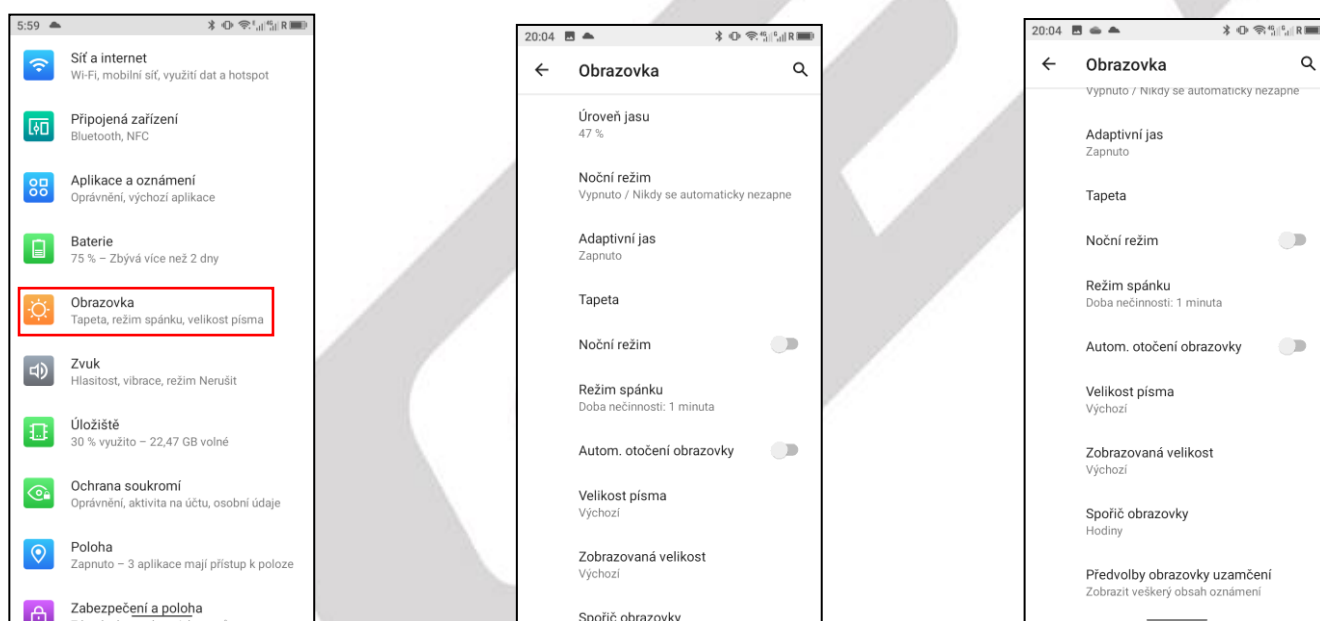 5:59
R
Síť a internet
Wi-Fi, mobilní síť, využití dat a hotspot
Připojená zařízení
Bluetooth, NFC
Aplikace a oznámení
Oprávnění, výchozí aplikace
Baterie
75 % – Zbývá více než 2 dny
Obrazovka
Tapeta, režim spánku, velikost písma
Zvuk
Hlasitost, vibrace, režim Nerušit
Úložiště
30 % využito – 22,47 GB volné
Ochrana soukromí
Oprávnění, aktivita na účtu, osobní údaje
Poloha
Zapnuto – 3 aplikace mají přístup k poloze
Zabezpečení a poloha
20:04
R
Obrazovka
Úroveň jasu
47 %
Noční režim
Vypnuto / Nikdy se automaticky nezapne
Adaptivní jas
Zapnuto
Tapeta
Noční režim
Režim spánku
Doba nečinnosti: 1 minuta
Autom. otočení obrazovky
Velikost písma
Výchozí
Zobrazovaná velikost
Výchozí
Spořič obrazovky
20:04
R
Obrazovka
Vypnuto / Nikdy se automaticky nezapne
Adaptivní jas
Zapnuto
Tapeta
Noční režim
Režim spánku
Doba nečinnosti: 1 minuta
Autom. otočení obrazovky
Velikost písma
Výchozí
Zobrazovaná velikost
Výchozí
Spořič obrazovky
Hodiny
Předvolby obrazovky uzamčení
Zobrazit veškerý obsah oznámení